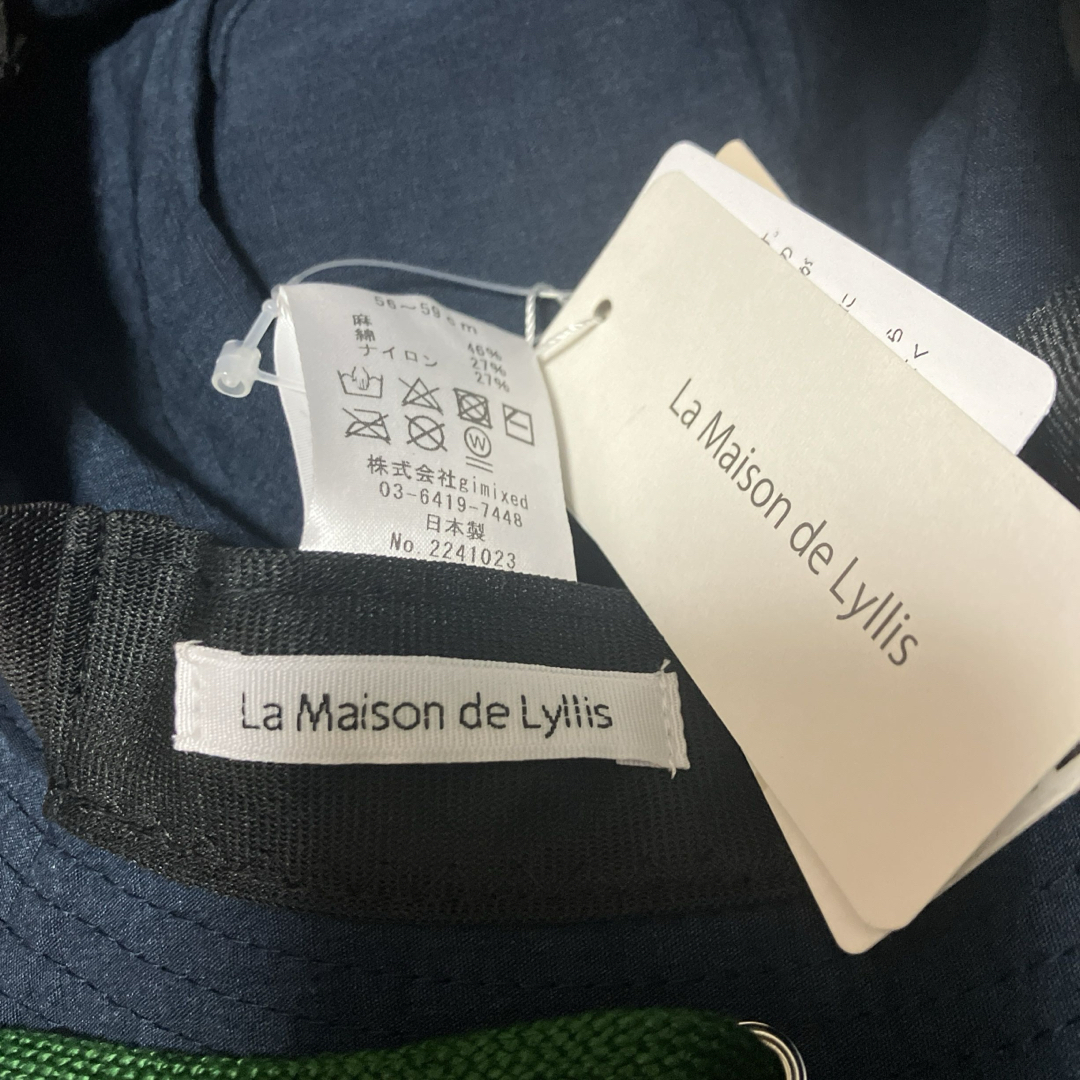 56～59cm
麻 46%
綿 27%
ナイロン 27%
W
株式会社gimixed
03-6419-7448
日本製
No.2241023
La Maison de Lyllis
La Maison de Lyllis